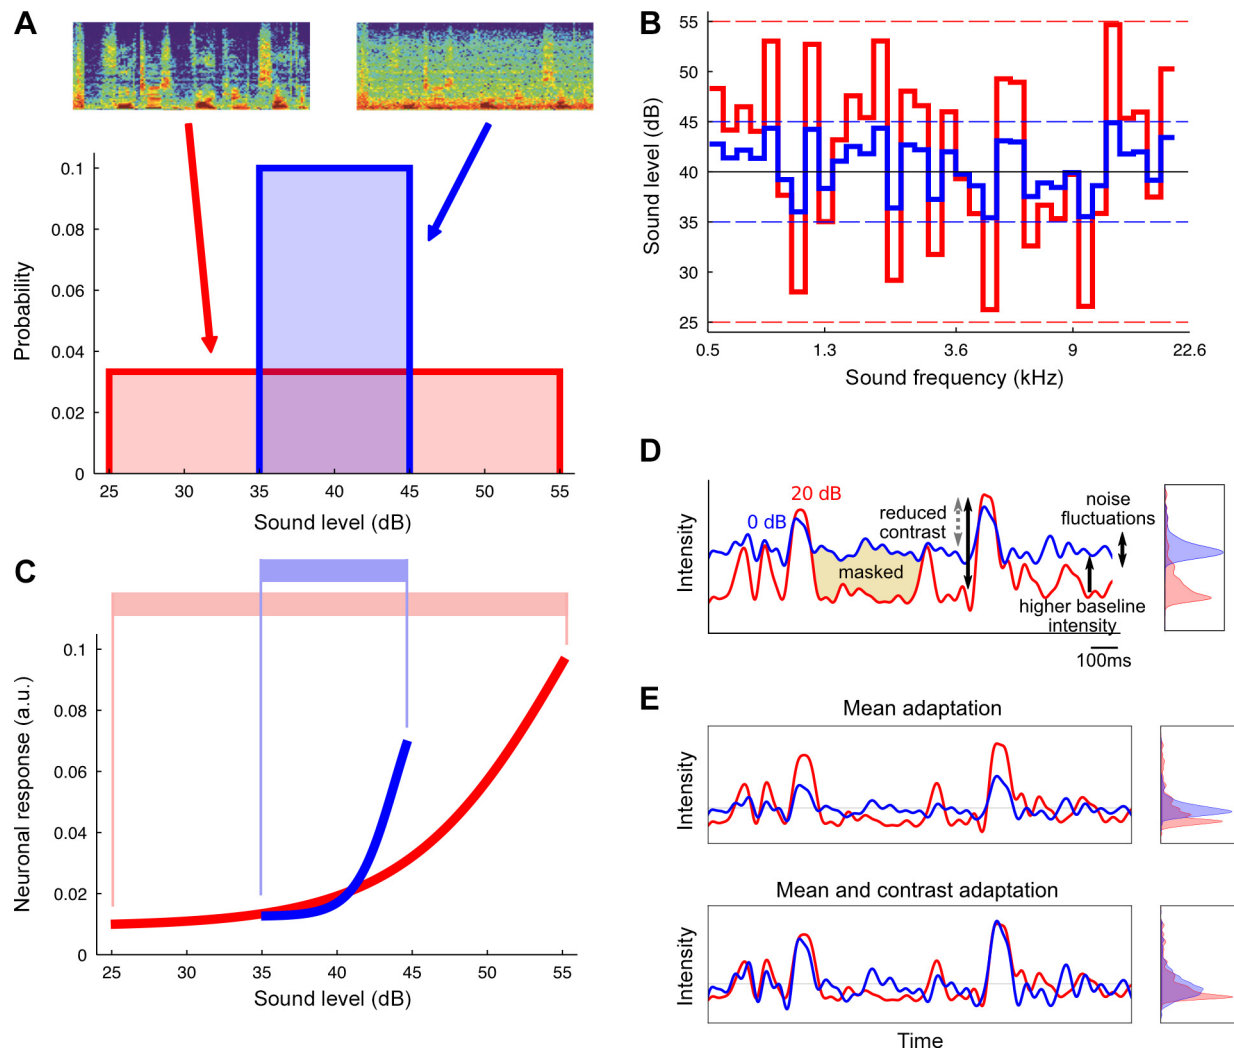 A
0.1
0.08
0.06
0.04
0.02
0
Probability
25
30
35
40
45
50
55
Sound level (dB)
B
55
50
45
40
35
30
25
Sound level (dB)
0.5
1.3
3.6
9
22.6
Sound frequency (kHz)
C
0.1
0.08
0.06
0.04
0.02
0
Neuronal response (a.u.)
25
30
35
40
45
50
55
Sound level (dB)
D
Intensity
0 dB
20 dB
masked
reduced
contrast
noise
fluctuations
higher baseline
intensity
100ms
E
Mean adaptation
Intensity
Mean and contrast adaptation
Intensity
Time